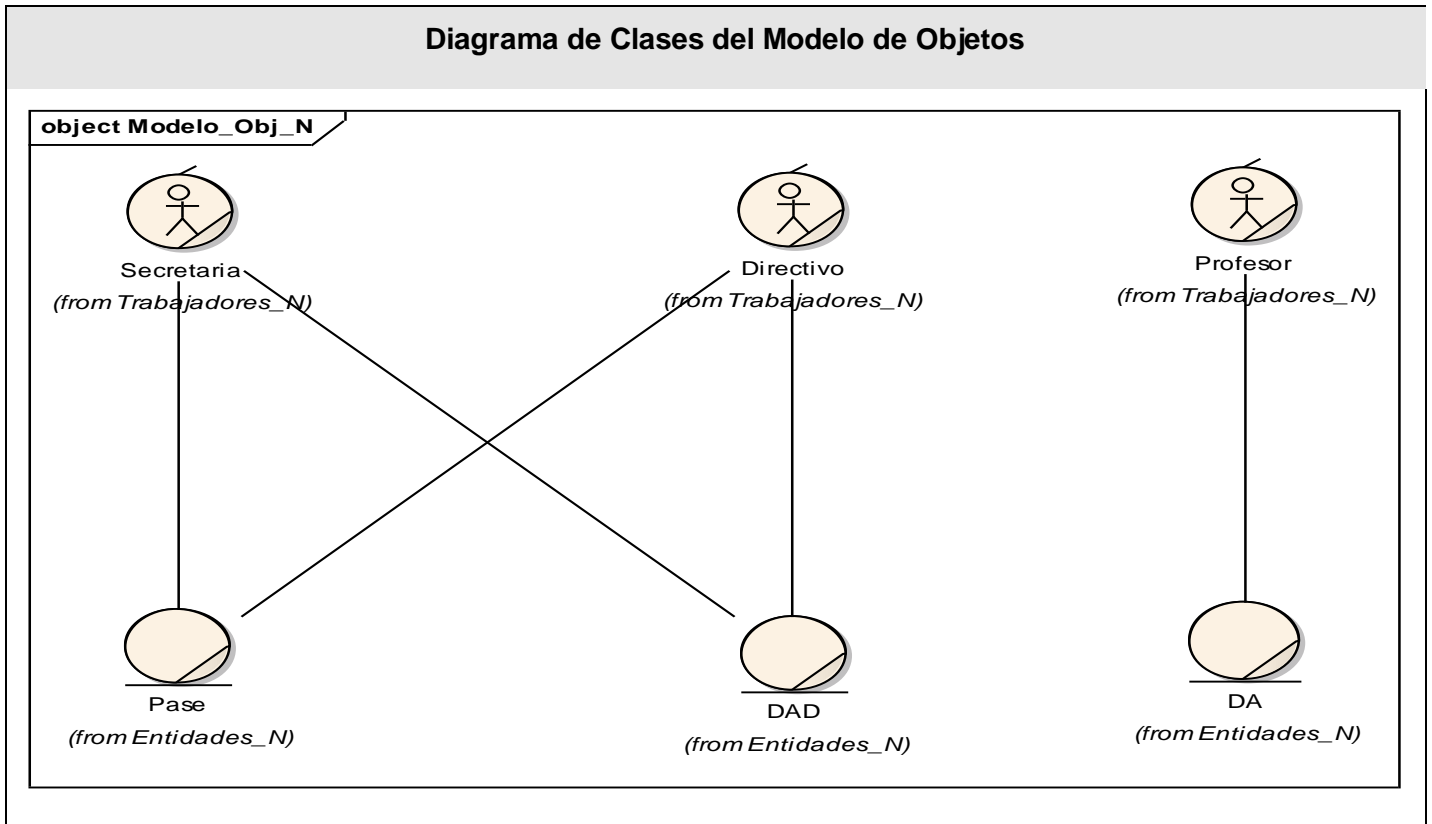 Diagrama de Clases del Modelo de Objetos
object Modelo_Obj_N
Secretaria
(from Trabajadores_N)
Directivo
(from Trabajadores_N)
Profesor
(from Trabajadores_N)
Pase
(from Entidades_N)
DAD
(from Entidades_N)
DA
(from Entidades_N)